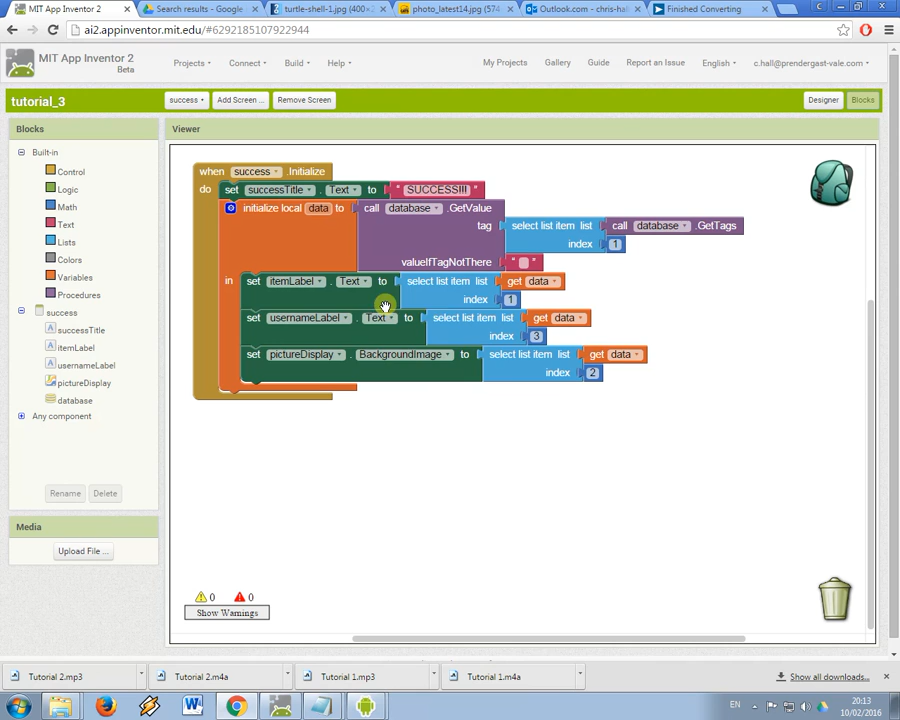 MIT App Inventor 2
Search results - Google
turtle-shell-1.jpg (400×2
photo_latest14.jpg (574
Outlook.com - chris-hal
Finished Converting
ai2.appinventor.mit.edu/#6292185107922944
MIT App Inventor 2
Beta
Projects
Connect
Build
Help
My Projects
Gallery
Guide
Report an Issue
English
c.hall@prendergast-vale.com
tutorial_3
success
Add Screen ...
Remove Screen
Designer
Blocks
Blocks
Viewer
Built-in
Control
Logic
Math
Text
Lists
Colors
Variables
Procedures
success
successTitle
itemLabel
usernameLabel
pictureDisplay
database
Any component
Rename
Delete
Media
Upload File ...
when success .Initialize
do set successTitle . Text to " SUCCESS!!! "
initialize local data to call database .GetValue
tag select list item list call database .GetTags
index 1
valueIfTagNotThere " "
in set itemLabel . Text to select list item list get data
index 1
set usernameLabel . Text to select list item list get data
index 3
set pictureDisplay . BackgroundImage to select list item list get data
index 2
0 0
Show Warnings
Tutorial 2.mp3
Tutorial 2.m4a
Tutorial 1.mp3
Tutorial 1.m4a
Show all downloads...
EN
20:13
10/02/2016